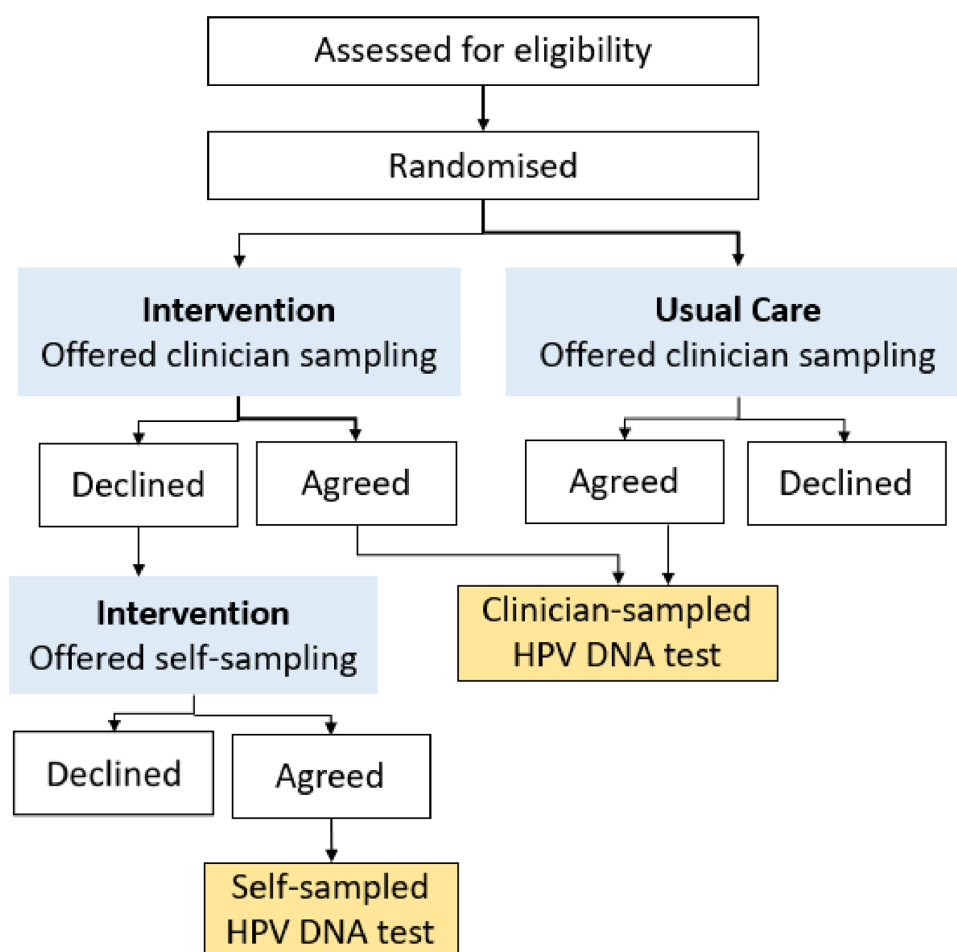 Assessed for eligibility
Randomised
Intervention
Offered clinician sampling
Usual Care
Offered clinician sampling
Declined
Agreed
Agreed
Declined
Intervention
Offered self-sampling
Clinician-sampled
HPV DNA test
Declined
Agreed
Self-sampled
HPV DNA test